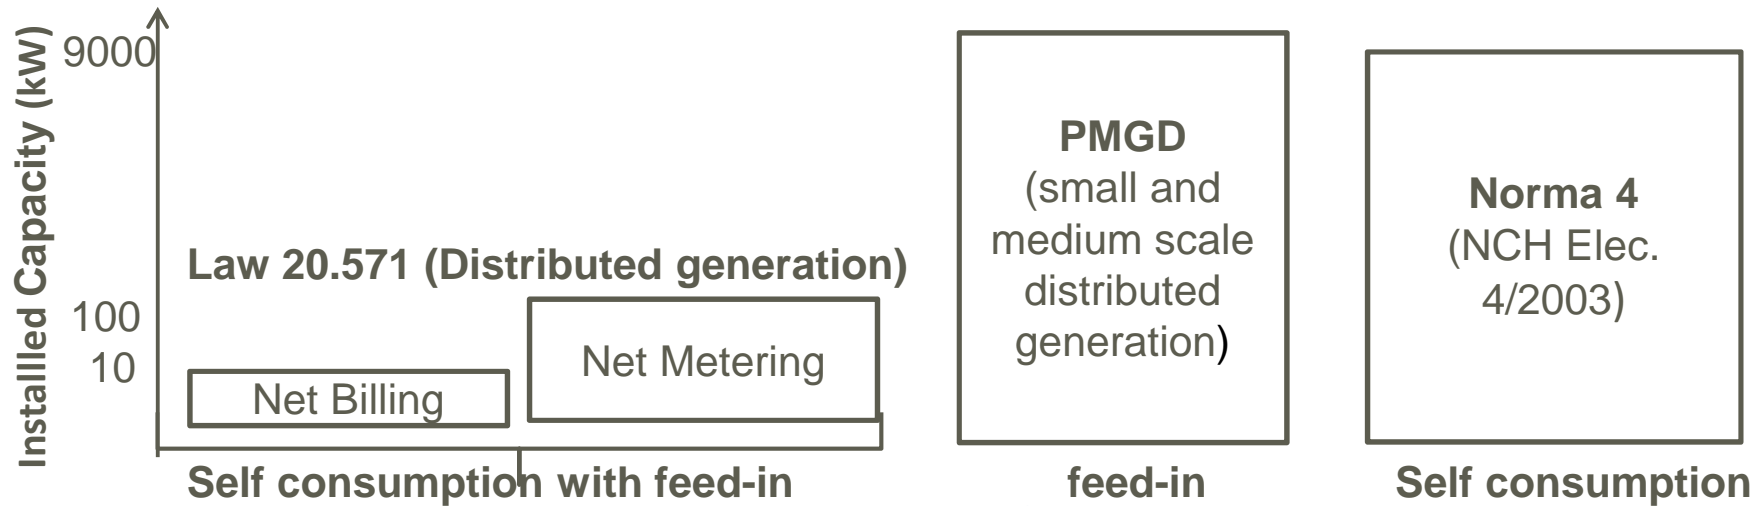 Installled Capacity (kW)
9000
100
10
Law 20.571 (Distributed generation)
Net Billing
Net Metering
Self consumption with feed-in
PMGD
(small and
medium scale
distributed
generation)
feed-in
Norma 4
(NCH Elec.
4/2003)
Self consumption